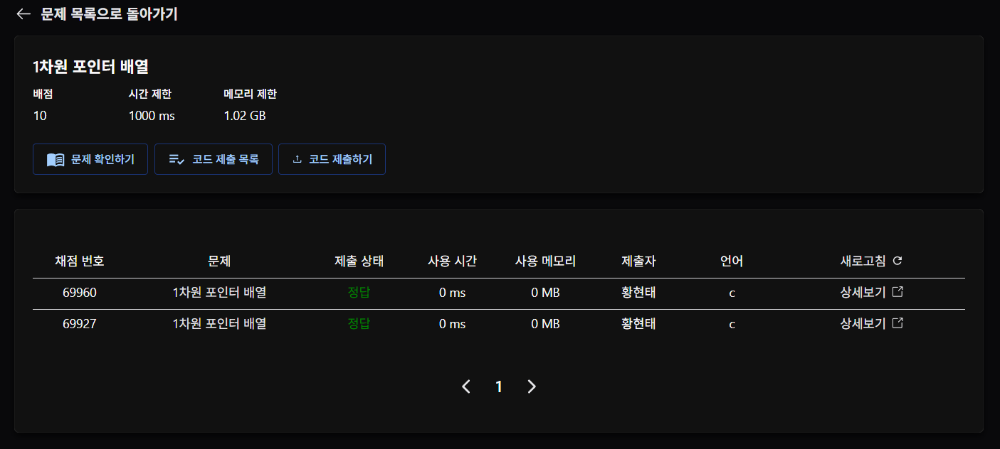 문제 목록으로 돌아가기
1차원 포인터 배열
배점 시간 제한 메모리 제한
10 1000 ms 1.02 GB
문제 확인하기 코드 제출 목록 코드 제출하기
채점 번호 문제 제출 상태 사용 시간 사용 메모리 제출자 언어 새로고침
69960 1차원 포인터 배열 정답 0 ms 0 MB 황현태 c 상세보기
69927 1차원 포인터 배열 정답 0 ms 0 MB 황현태 c 상세보기
1